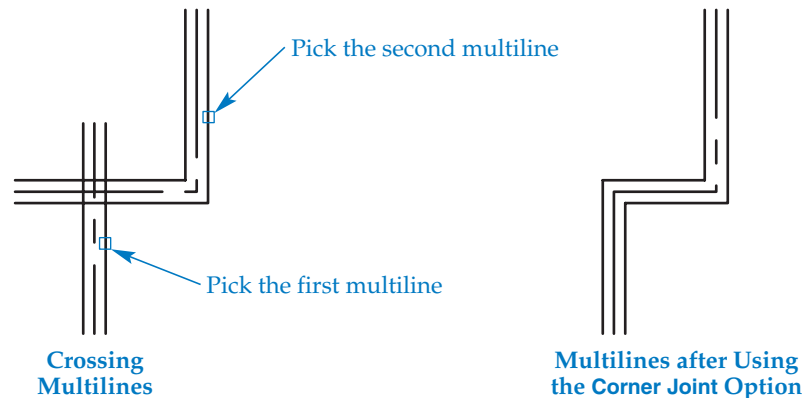 Pick the second multiline
Pick the first multiline
Crossing
Multilines
Multilines after Using
the Corner Joint Option